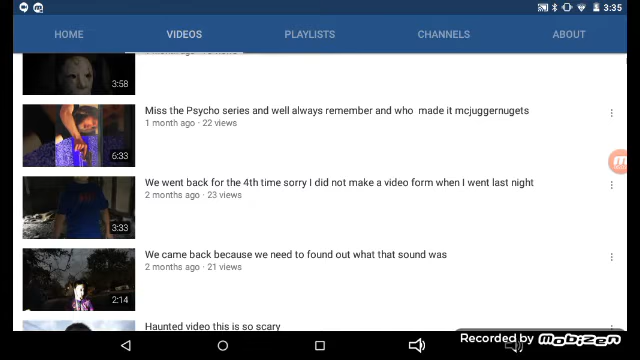 3:35
HOME VIDEOS PLAYLISTS CHANNELS ABOUT
3:58
Miss the Psycho series and well always remember and who made it mcjuggernugets
1 month ago · 22 views
6:33
We went back for the 4th time sorry I did not make a video form when I went last night
2 months ago · 23 views
3:33
We came back because we need to found out what that sound was
2 months ago · 21 views
2:14
Haunted video this is so scary
Recorded by Mobizen